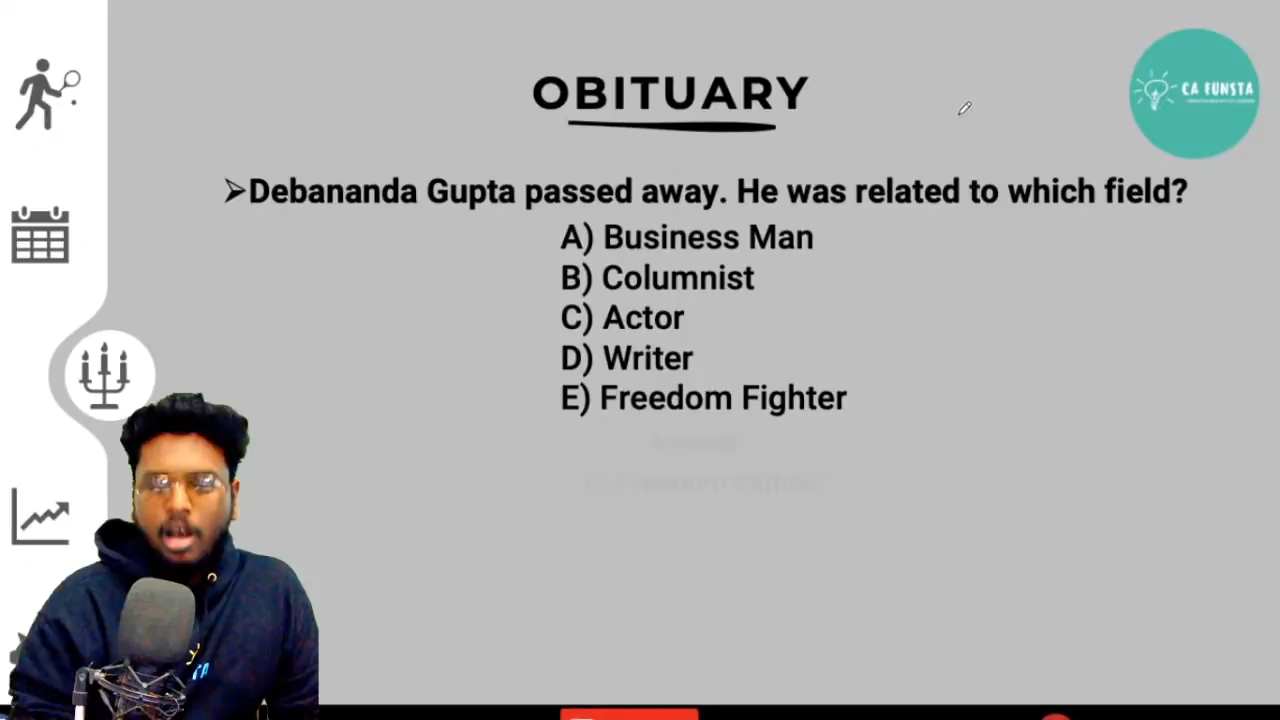 OBITUARY
CA FUNSTA
➢Debananda Gupta passed away. He was related to which field?
A) Business Man
B) Columnist
C) Actor
D) Writer
E) Freedom Fighter